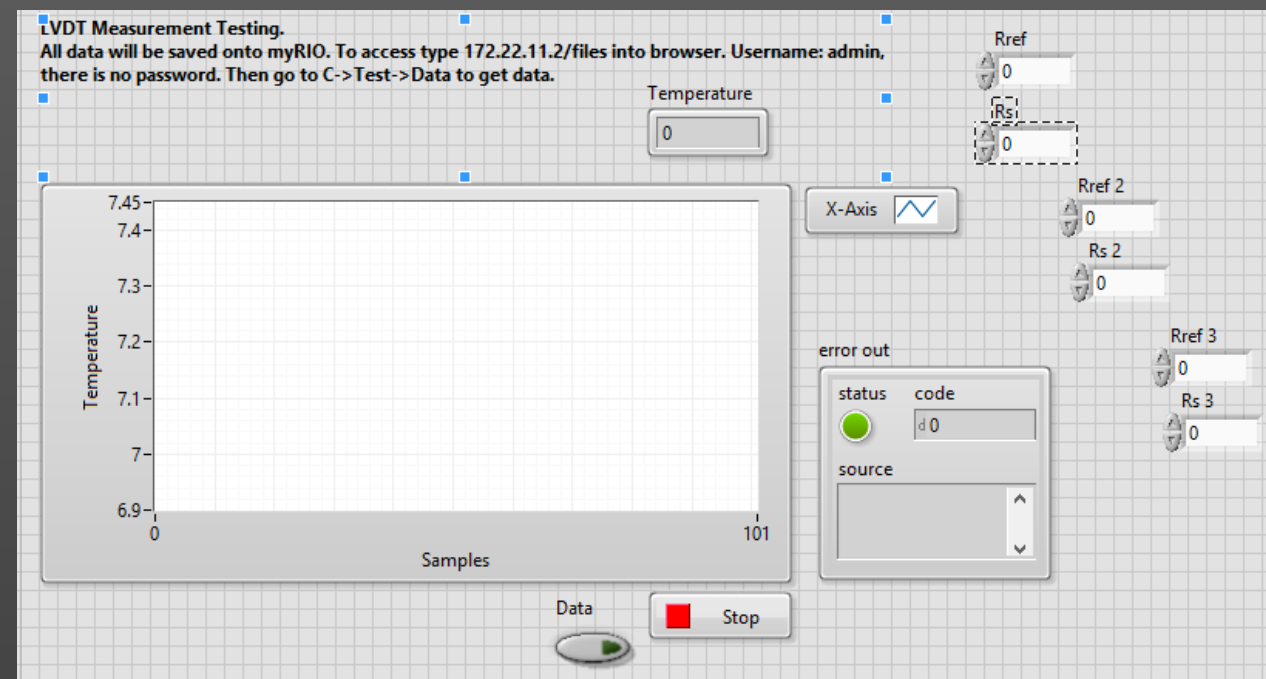 LVDT Measurement Testing.
All data will be saved onto myRIO. To access type 172.22.11.2/files into browser. Username: admin,
there is no password. Then go to C->Test->Data to get data.
Temperature
0
Rref
0
Rs
0
Rref 2
0
Rs 2
0
Rref 3
0
Rs 3
0
X-Axis
7.45
7.4
7.3
7.2
7.1
7
6.9
Temperature
0
101
Samples
error out
status
code
d 0
source
Data
Stop